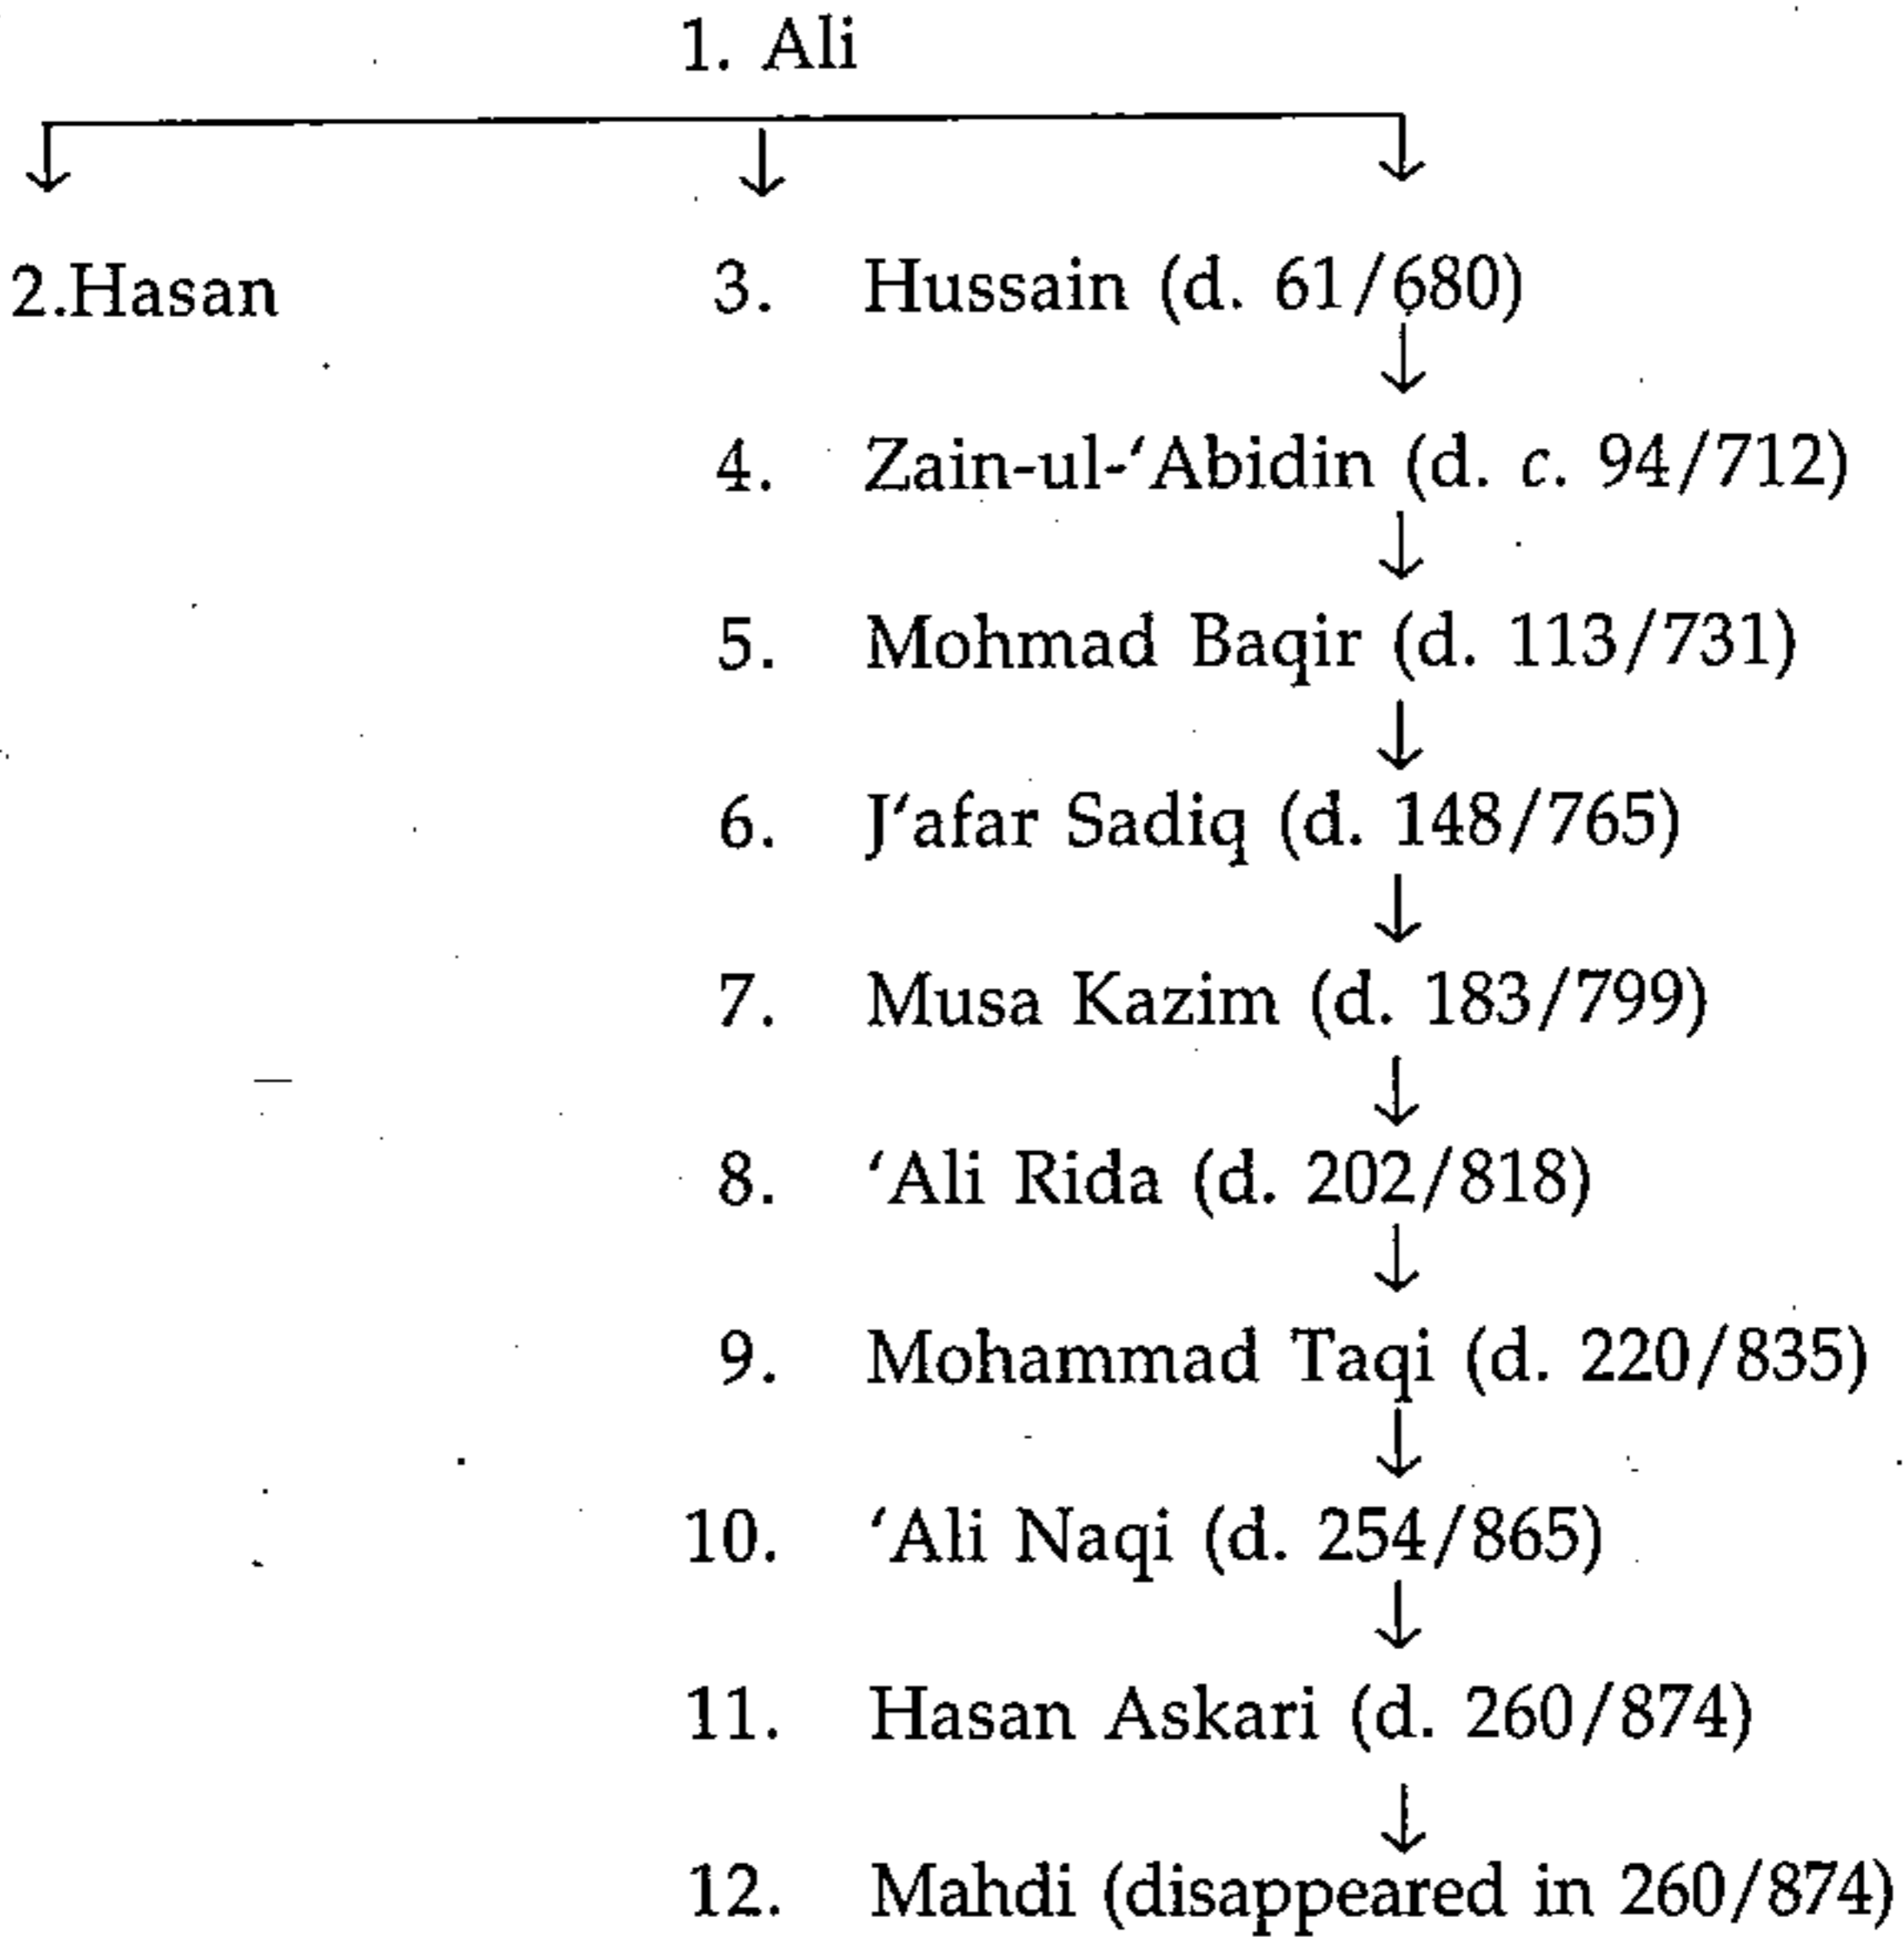 1. Ali
2.Hasan
3. Hussain (d. 61/680)
4. Zain-ul-‘Abidin (d. c. 94/712)
5. Mohmad Baqir (d. 113/731)
6. J‘afar Sadiq (d. 148/765)
7. Musa Kazim (d. 183/799)
8. ‘Ali Rida (d. 202/818)
9. Mohammad Taqi (d. 220/835)
10. ‘Ali Naqi (d. 254/865)
11. Hasan Askari (d. 260/874)
12. Mahdi (disappeared in 260/874)